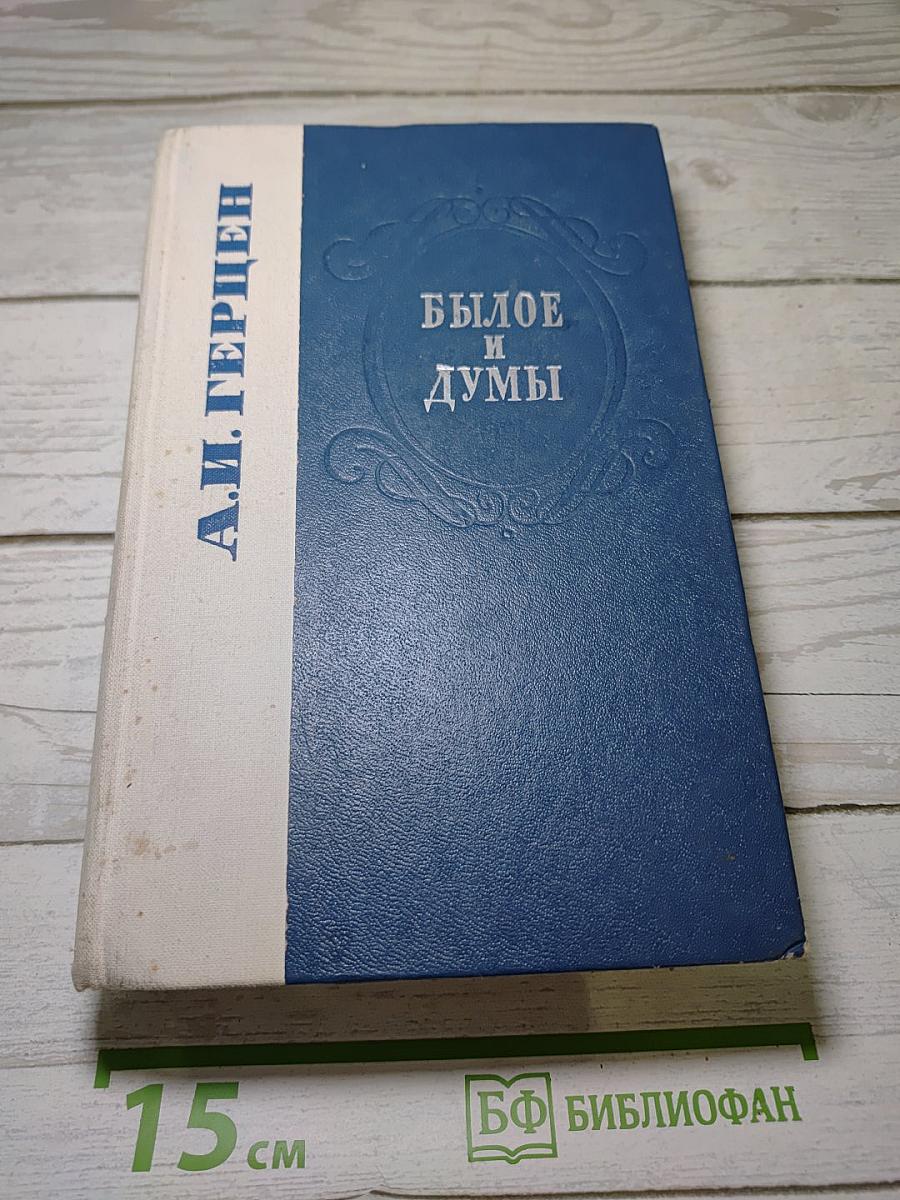 А.И. ГЕРЦЕН
БЫЛОЕ
И
ДУМЫ
15 см
БФ БИБЛИОФАН